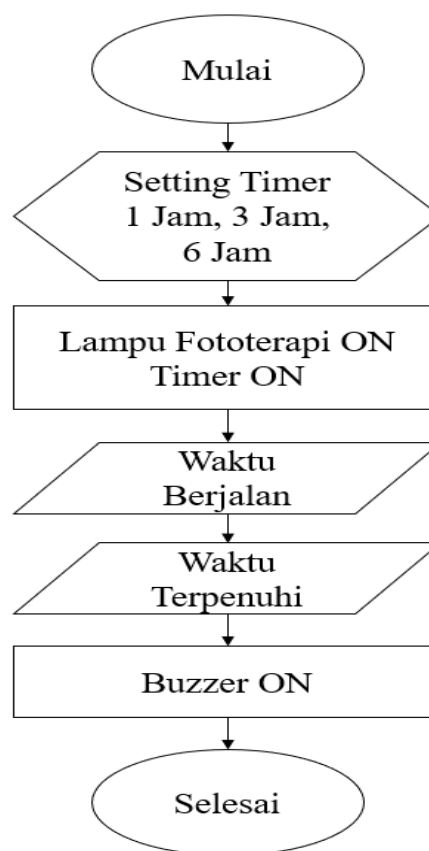 Mulai
Setting Timer
1 Jam, 3 Jam,
6 Jam
Lampu Fototerapi ON
Timer ON
Waktu
Berjalan
Waktu
Terpenuhi
Buzzer ON
Selesai